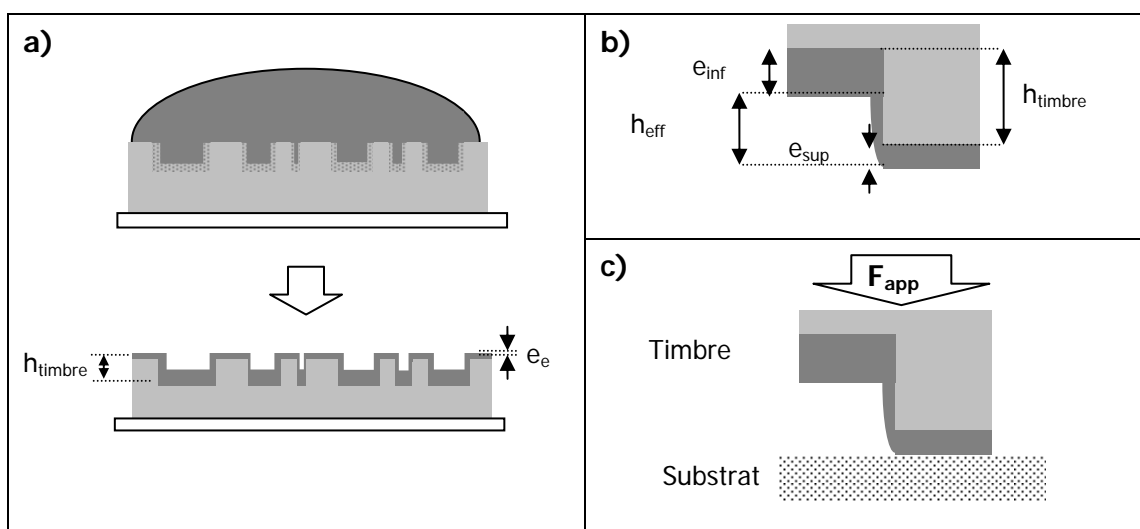 a)
h_timbre
e_e
b)
e_inf
h_eff
e_sup
h_timbre
c)
F_app
Timbre
Substrat